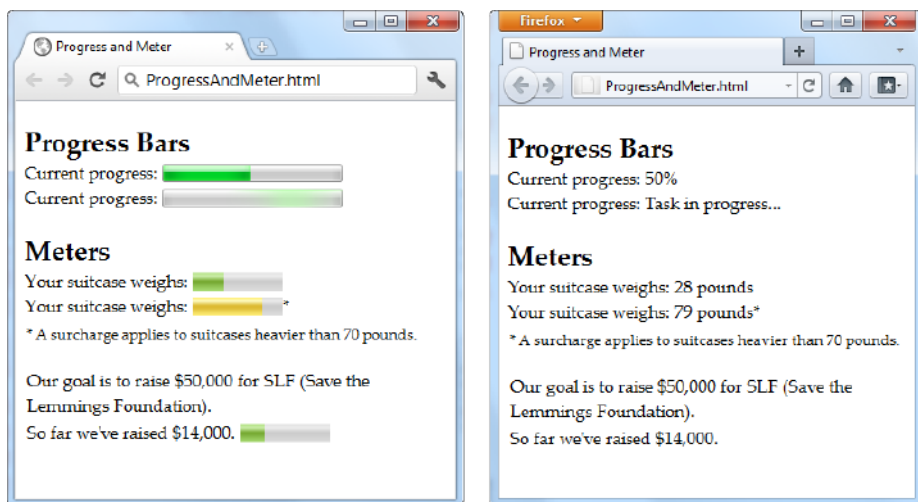 Progress and Meter
ProgressAndMeter.html
Progress Bars
Current progress:
Current progress:
Meters
Your suitcase weighs:
Your suitcase weighs: *
* A surcharge applies to suitcases heavier than 70 pounds.
Our goal is to raise $50,000 for SLF (Save the
Lemmings Foundation).
So far we've raised $14,000.
Firefox
Progress and Meter
ProgressAndMeter.html
Progress Bars
Current progress: 50%
Current progress: Task in progress...
Meters
Your suitcase weighs: 28 pounds
Your suitcase weighs: 79 pounds*
* A surcharge applies to suitcases heavier than 70 pounds.
Our goal is to raise $50,000 for SLF (Save the
Lemmings Foundation).
So far we've raised $14,000.